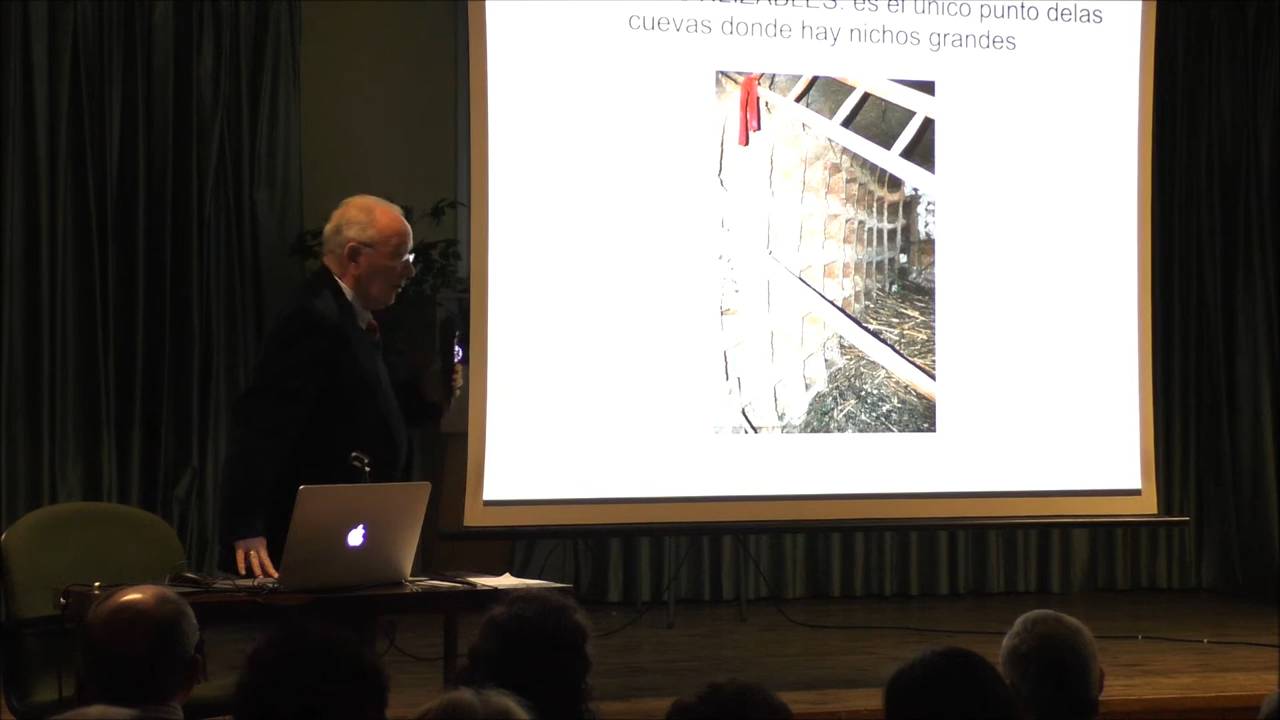 es el único punto delas
cuevas donde hay nichos grandes